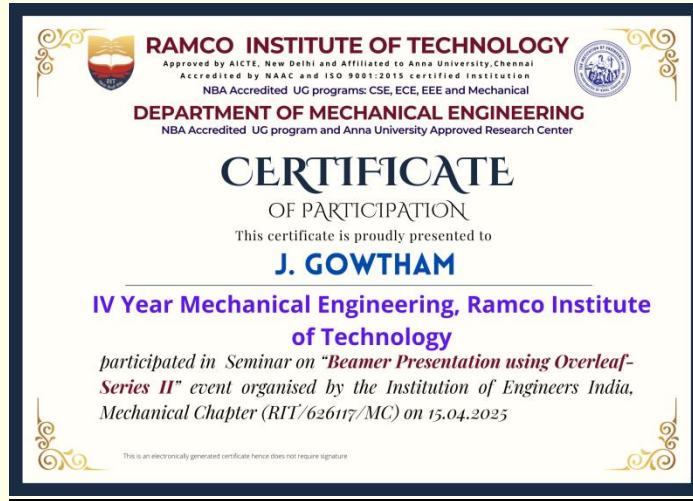 RAMCO INSTITUTE OF TECHNOLOGY
Approved by AICTE, New Delhi and Affiliated to Anna University, Chennai
Accredited by NAAC and ISO 9001:2015 certified Institution
NBA Accredited UG programs: CSE, ECE, EEE and Mechanical
DEPARTMENT OF MECHANICAL ENGINEERING
NBA Accredited UG program and Anna University Approved Research Center
RIT
CERTIFICATE
OF PARTICIPATION
This certificate is proudly presented to
J. GOWTHAM
IV Year Mechanical Engineering, Ramco Institute
of Technology
participated in Seminar on "Beamer Presentation using Overleaf-
Series II" event organised by the Institution of Engineers India,
Mechanical Chapter (RIT/626117/MC) on 15.04.2025
This is an electronically generated certificate hence does not require signature